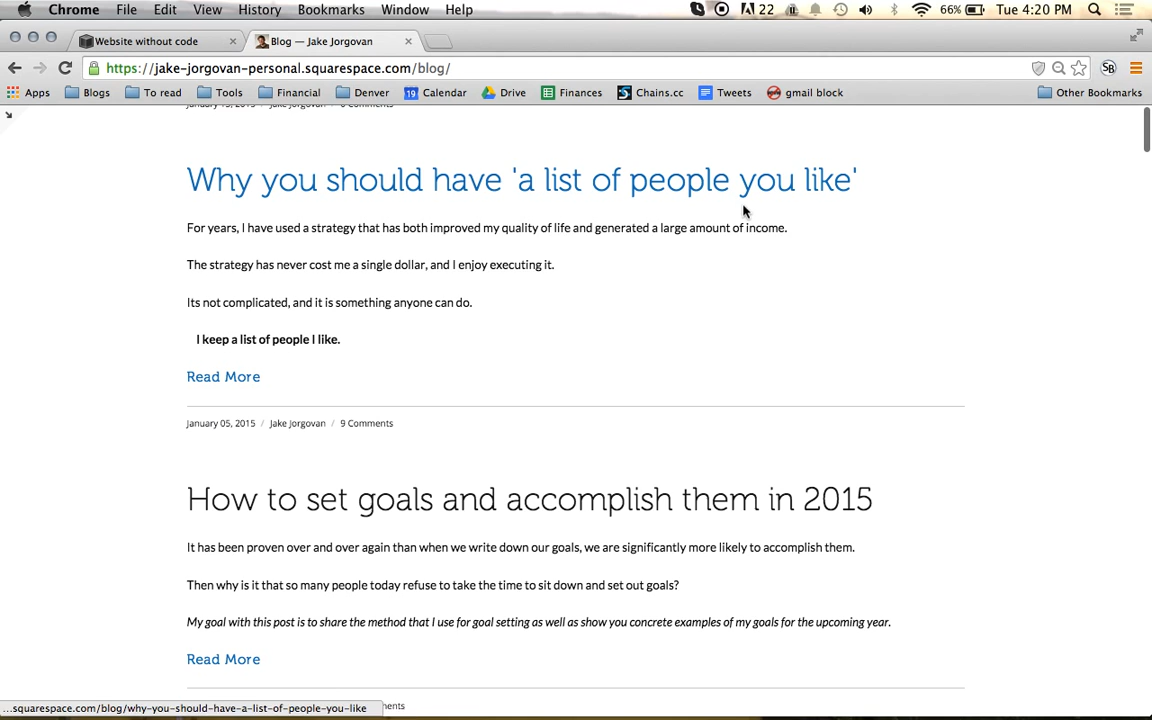 Chrome File Edit View History Bookmarks Window Help 22 66% Tue 4:20 PM
Website without code × Blog — Jake Jorgovan ×
https://jake-jorgovan-personal.squarespace.com/blog/ SB
Apps Blogs To read Tools Financial Denver 19 Calendar Drive Finances Chains.cc Tweets gmail block Other Bookmarks
Why you should have 'a list of people you like'
For years, I have used a strategy that has both improved my quality of life and generated a large amount of income.
The strategy has never cost me a single dollar, and I enjoy executing it.
Its not complicated, and it is something anyone can do.
I keep a list of people I like.
Read More
January 05, 2015 / Jake Jorgovan / 9 Comments
How to set goals and accomplish them in 2015
It has been proven over and over again than when we write down our goals, we are significantly more likely to accomplish them.
Then why is it that so many people today refuse to take the time to sit down and set out goals?
My goal with this post is to share the method that I use for goal setting as well as show you concrete examples of my goals for the upcoming year.
Read More
...squarespace.com/blog/why-you-should-have-a-list-of-people-you-like